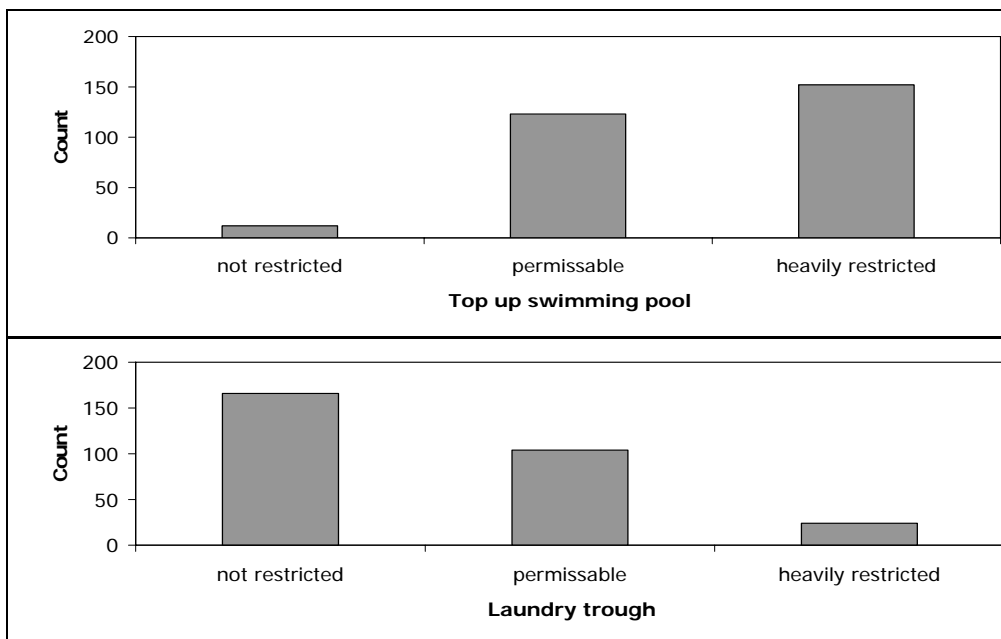 200
150
100
50
0
Count
not restricted
permissable
heavily restricted
Top up swimming pool
200
150
100
50
0
Count
not restricted
permissable
heavily restricted
Laundry trough